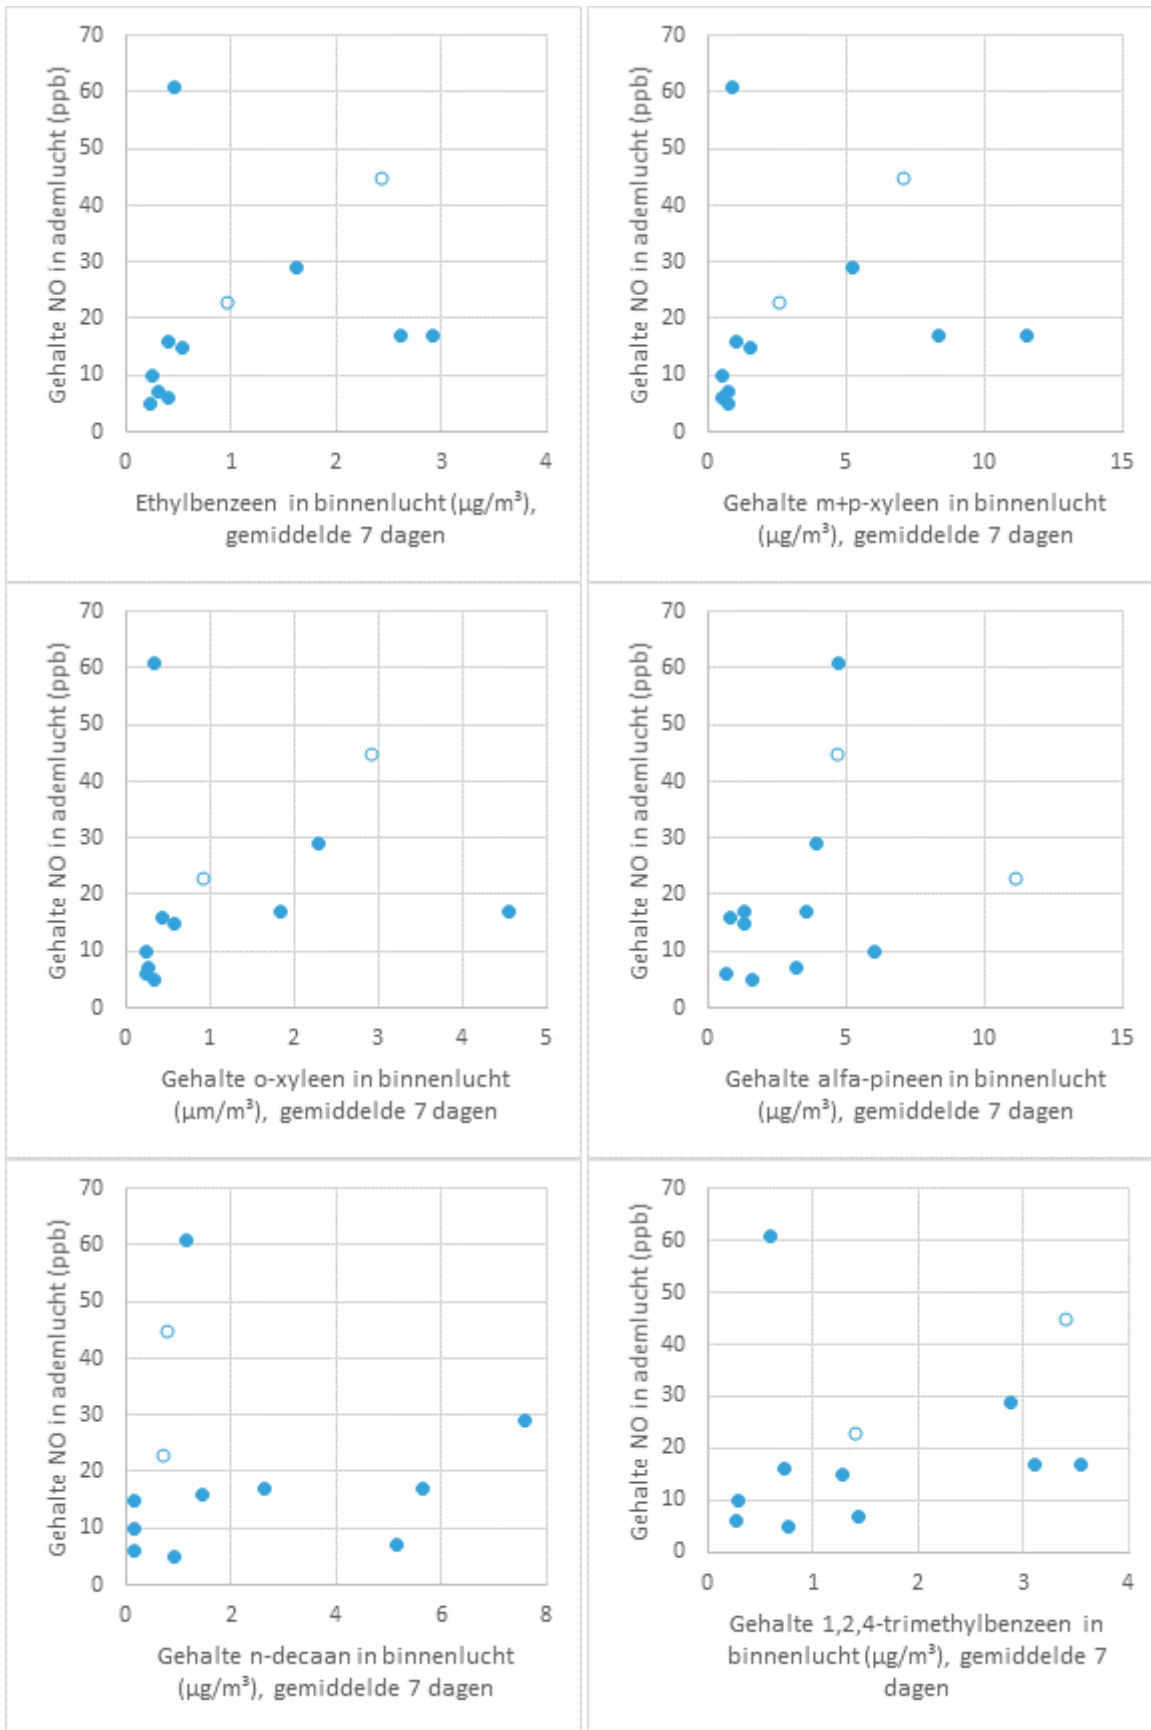 Gehalte NO in ademlucht (ppb)
70
60
50
40
30
20
10
0
0 1 2 3 4
Ethylbenzeen in binnenlucht (µg/m³),
gemiddelde 7 dagen
Gehalte NO in ademlucht (ppb)
70
60
50
40
30
20
10
0
0 5 10 15
Gehalte m+p-xyleen in binnenlucht
(µg/m³), gemiddelde 7 dagen
Gehalte NO in ademlucht (ppb)
70
60
50
40
30
20
10
0
0 1 2 3 4 5
Gehalte o-xyleen in binnenlucht
(µm/m³), gemiddelde 7 dagen
Gehalte NO in ademlucht (ppb)
70
60
50
40
30
20
10
0
0 5 10 15
Gehalte alfa-pineen in binnenlucht
(µg/m³), gemiddelde 7 dagen
Gehalte NO in ademlucht (ppb)
70
60
50
40
30
20
10
0
0 2 4 6 8
Gehalte n-decaan in binnenlucht
(µg/m³), gemiddelde 7 dagen
Gehalte NO in ademlucht (ppb)
70
60
50
40
30
20
10
0
0 1 2 3 4
Gehalte 1,2,4-trimethylbenzeen in
binnenlucht (µg/m³), gemiddelde 7
dagen